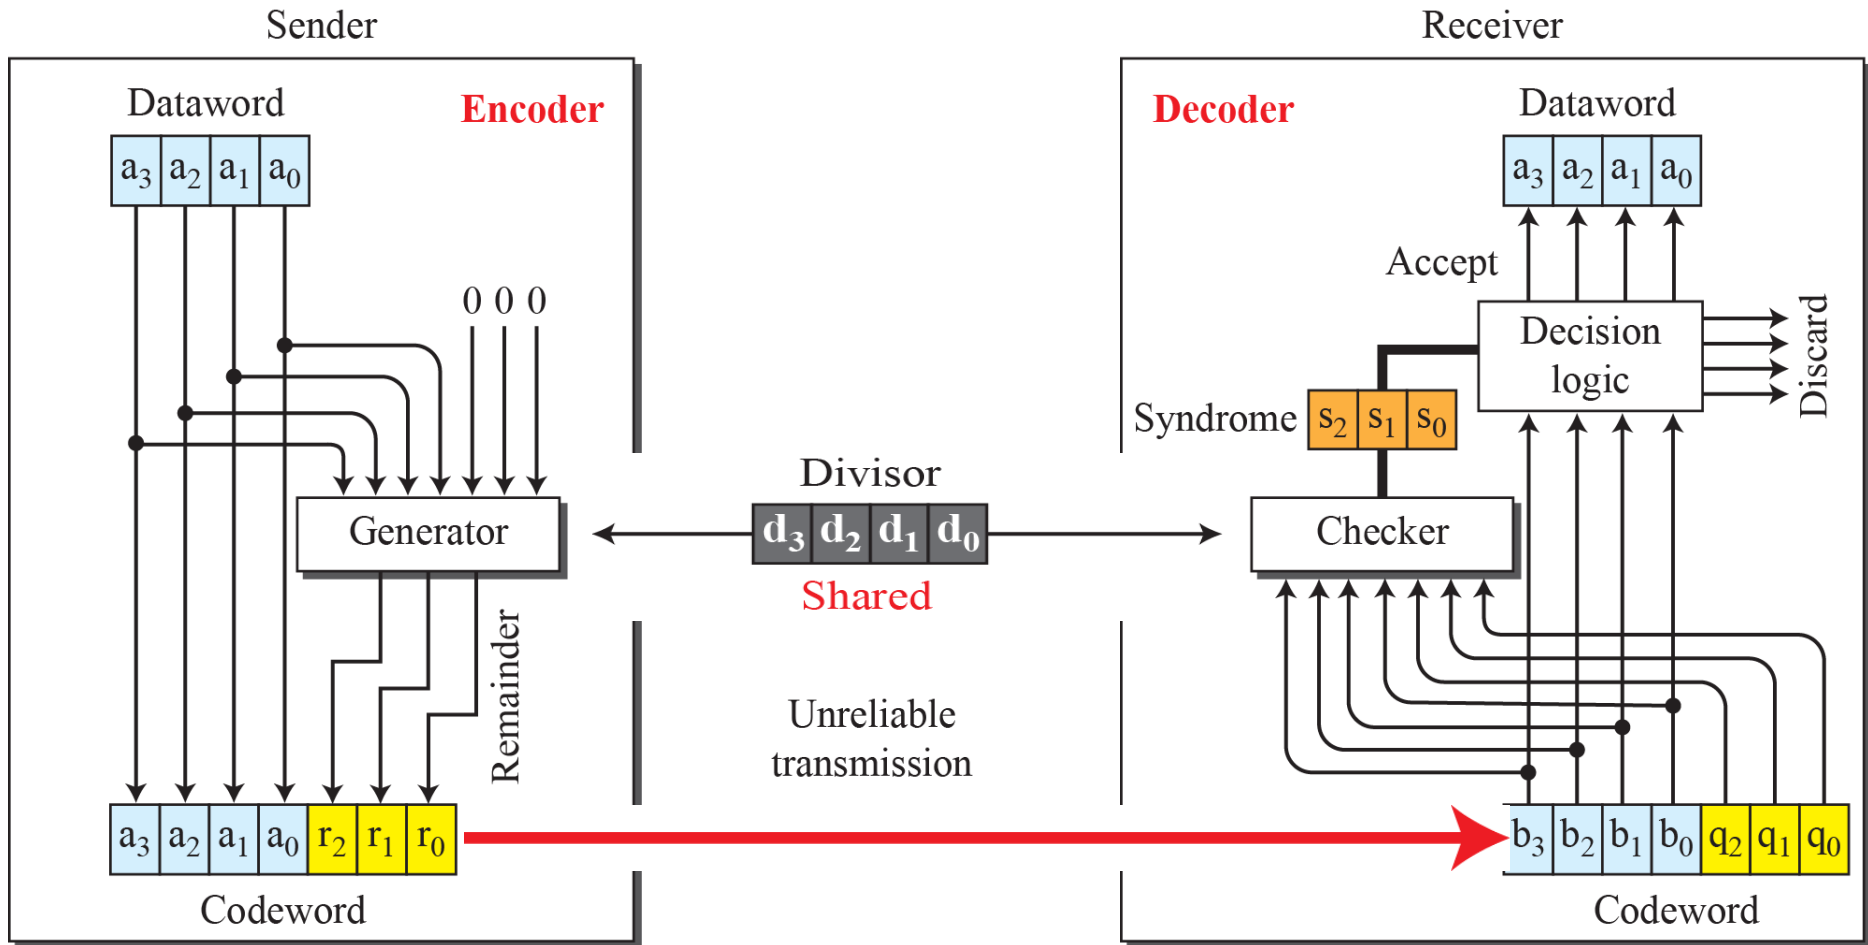 Sender
Receiver
Dataword
Encoder
a3 a2 a1 a0
0 0 0
Generator
Remainder
a3 a2 a1 a0 r2 r1 r0
Codeword
Divisor
d3 d2 d1 d0
Shared
Unreliable
transmission
Decoder
Dataword
a3 a2 a1 a0
Accept
Decision
logic
Discard
Syndrome
s2 s1 s0
Checker
b3 b2 b1 b0 q2 q1 q0
Codeword